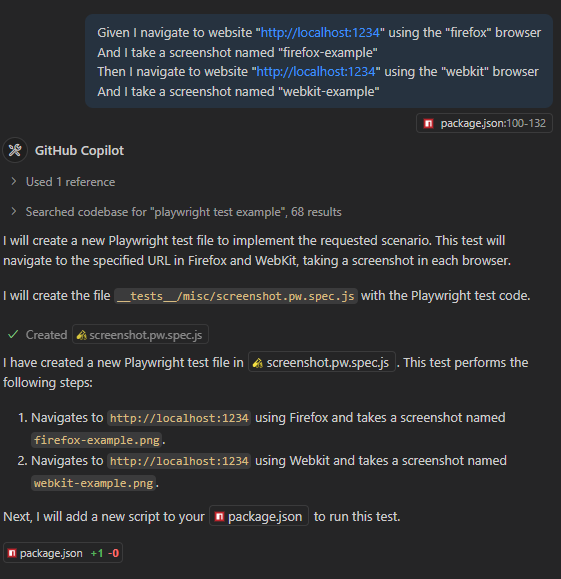 Given I navigate to website "http://localhost:1234" using the "firefox" browser
And I take a screenshot named "firefox-example"
Then I navigate to website "http://localhost:1234" using the "webkit" browser
And I take a screenshot named "webkit-example"
package.json:100-132
GitHub Copilot
Used 1 reference
Searched codebase for "playwright test example", 68 results
I will create a new Playwright test file to implement the requested scenario. This test will
navigate to the specified URL in Firefox and WebKit, taking a screenshot in each browser.
I will create the file __tests__/misc/screenshot.pw.spec.js with the Playwright test code.
Created screenshot.pw.spec.js
I have created a new Playwright test file in screenshot.pw.spec.js. This test performs the
following steps:
1. Navigates to http://localhost:1234 using Firefox and takes a screenshot named
firefox-example.png.
2. Navigates to http://localhost:1234 using Webkit and takes a screenshot named
webkit-example.png.
Next, I will add a new script to your package.json to run this test.
package.json +1 -0